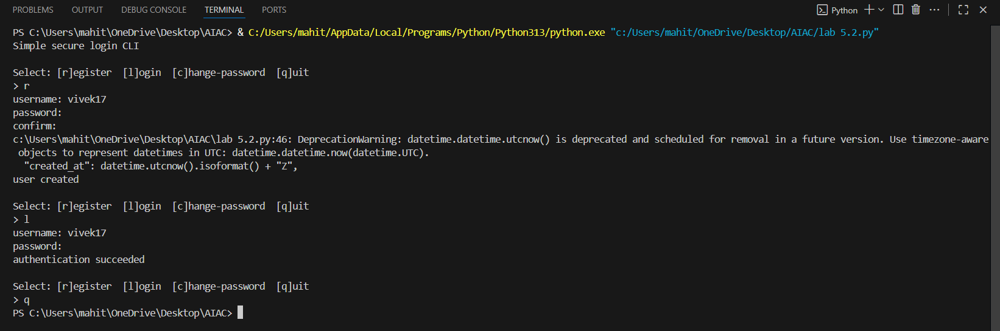 PROBLEMS OUTPUT DEBUG CONSOLE TERMINAL PORTS Python
PS C:\Users\mahit\OneDrive\Desktop\AIAC> & C:/Users/mahit/AppData/Local/Programs/Python/Python313/python.exe "c:/Users/mahit/OneDrive/Desktop/AIAC/lab 5.2.py"
Simple secure login CLI
Select: [r]egister  [l]ogin  [c]hange-password  [q]uit
> r
username: vivek17
password:
confirm:
c:\Users\mahit\OneDrive\Desktop\AIAC\lab 5.2.py:46: DeprecationWarning: datetime.datetime.utcnow() is deprecated and scheduled for removal in a future version. Use timezone-aware
 objects to represent datetimes in UTC: datetime.datetime.now(datetime.UTC).
  "created_at": datetime.utcnow().isoformat() + "Z",
user created
Select: [r]egister  [l]ogin  [c]hange-password  [q]uit
> l
username: vivek17
password:
authentication succeeded
Select: [r]egister  [l]ogin  [c]hange-password  [q]uit
> q
PS C:\Users\mahit\OneDrive\Desktop\AIAC>